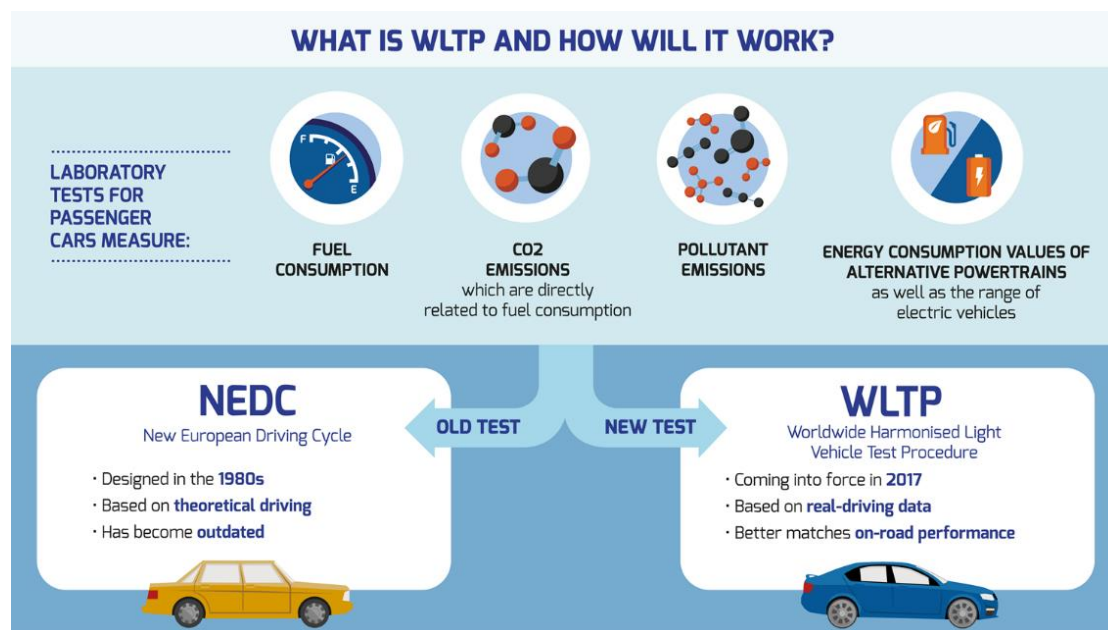 WHAT IS WLTP AND HOW WILL IT WORK?
LABORATORY
TESTS FOR
PASSENGER
CARS MEASURE:
F
E
FUEL
CONSUMPTION
CO2
EMISSIONS
which are directly
related to fuel consumption
POLLUTANT
EMISSIONS
ENERGY CONSUMPTION VALUES OF
ALTERNATIVE POWERTRAINS
as well as the range of
electric vehicles
NEDC
New European Driving Cycle
· Designed in the 1980s
· Based on theoretical driving
· Has become outdated
OLD TEST
NEW TEST
WLTP
Worldwide Harmonised Light
Vehicle Test Procedure
· Coming into force in 2017
· Based on real-driving data
· Better matches on-road performance